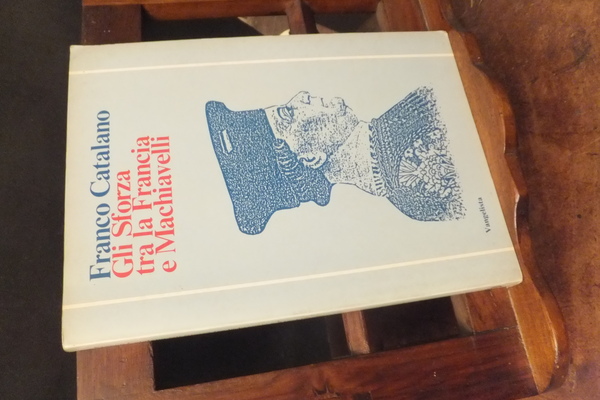 Franco Catalano
Gli Sforza
tra la Francia
e Machiavelli
Vangelista